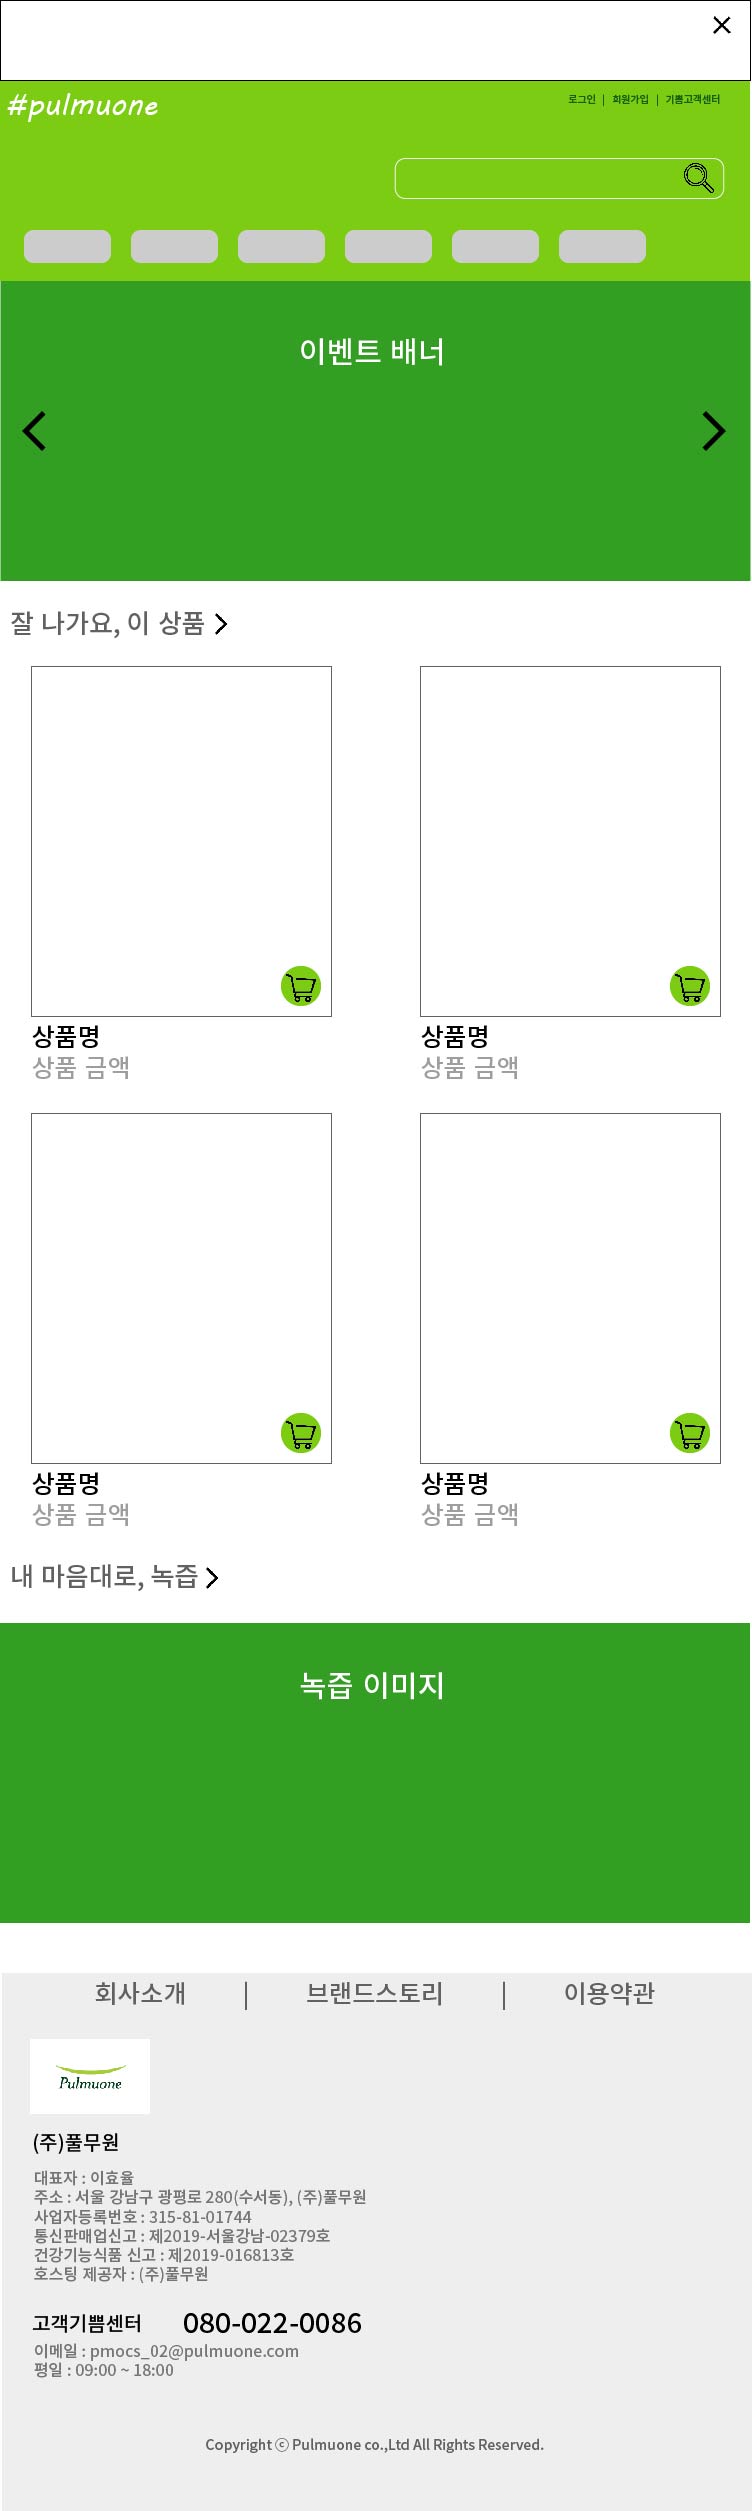 #pulmuone
로그인 | 회원가입 | 기쁨고객센터
이벤트 배너
잘 나가요, 이 상품
상품명
상품 금액
상품명
상품 금액
상품명
상품 금액
상품명
상품 금액
내 마음대로, 녹즙
녹즙 이미지
회사소개 | 브랜드스토리 | 이용약관
Pulmuone
(주)풀무원
대표자 : 이효율
주소 : 서울 강남구 광평로 280(수서동), (주)풀무원
사업자등록번호 : 315-81-01744
통신판매업신고 : 제2019-서울강남-02379호
건강기능식품 신고 : 제2019-016813호
호스팅 제공자 : (주)풀무원
고객기쁨센터 080-022-0086
이메일 : pmocs_02@pulmuone.com
평일 : 09:00 ~ 18:00
Copyright ⓒ Pulmuone co.,Ltd All Rights Reserved.